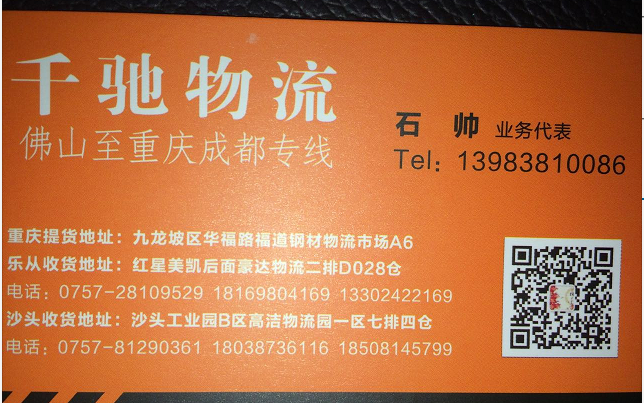 千驰物流
佛山至重庆成都专线
石 帅 业务代表
Tel: 13983810086
重庆提货地址：九龙坡区华福路福道钢材物流市场A6
乐从收货地址：红星美凯后面豪达物流二排D028仓
电话：0757-28109529 18169804169 13302422169
沙头收货地址：沙头工业园B区高洁物流园一区七排四仓
电话：0757-81290361 18038736116 18508145799